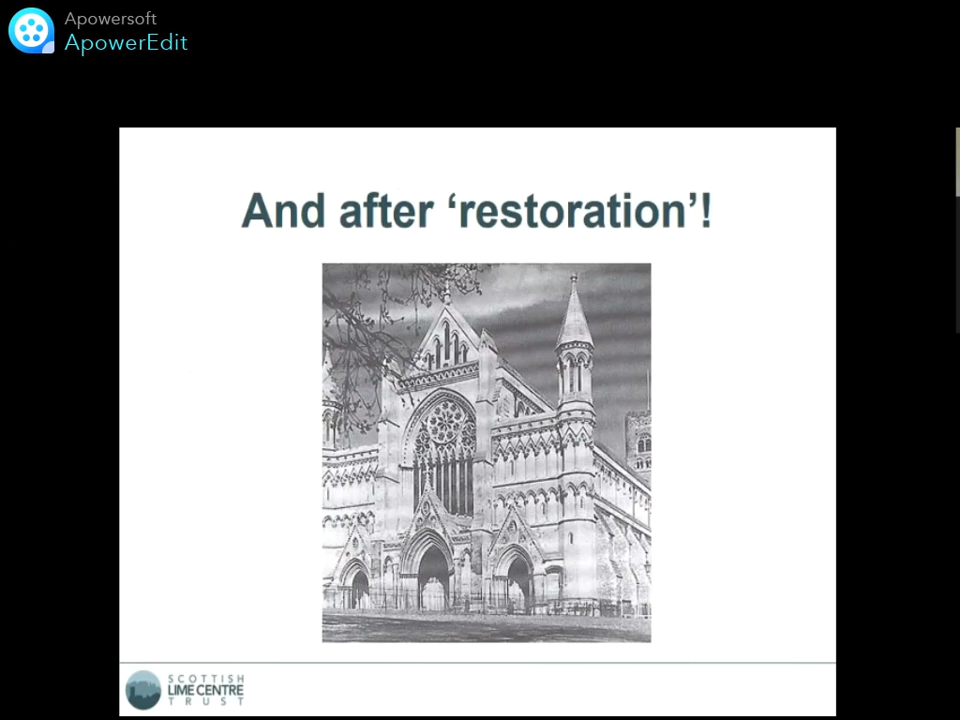 Apowersoft
ApowerEdit
And after ‘restoration’!
SCOTTISH
LIME CENTRE
TRUST